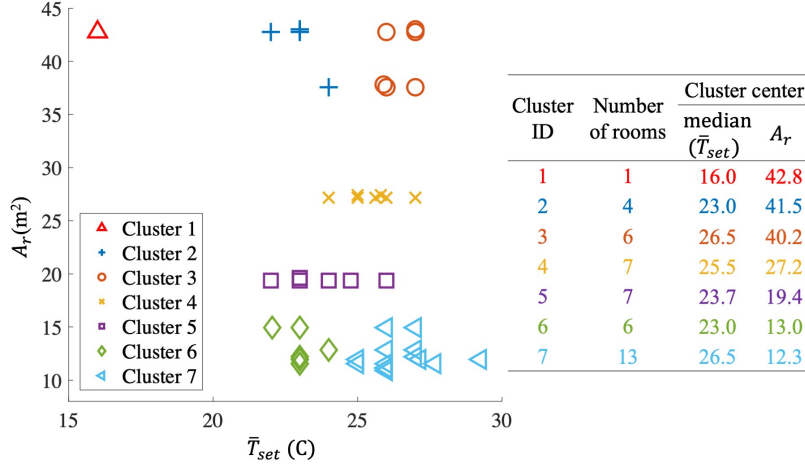 45
40
35
30
25
20
15
10
A_r(m²)
Cluster 1
Cluster 2
Cluster 3
Cluster 4
Cluster 5
Cluster 6
Cluster 7
15 20 25 30
T̄_set (C)
Cluster ID Number of rooms Cluster center
median (T̄_set) A_r
1 1 16.0 42.8
2 4 23.0 41.5
3 6 26.5 40.2
4 7 25.5 27.2
5 7 23.7 19.4
6 6 23.0 13.0
7 13 26.5 12.3